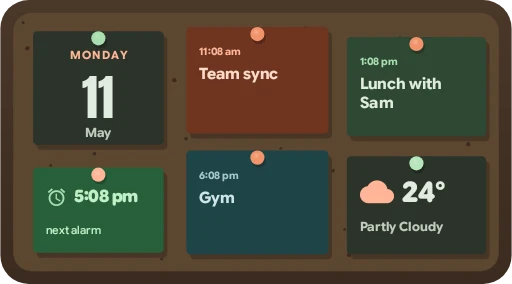 MONDAY
11
May
11:08 am
Team sync
1:08 pm
Lunch with
Sam
5:08 pm
next alarm
6:08 pm
Gym
24°
Partly Cloudy